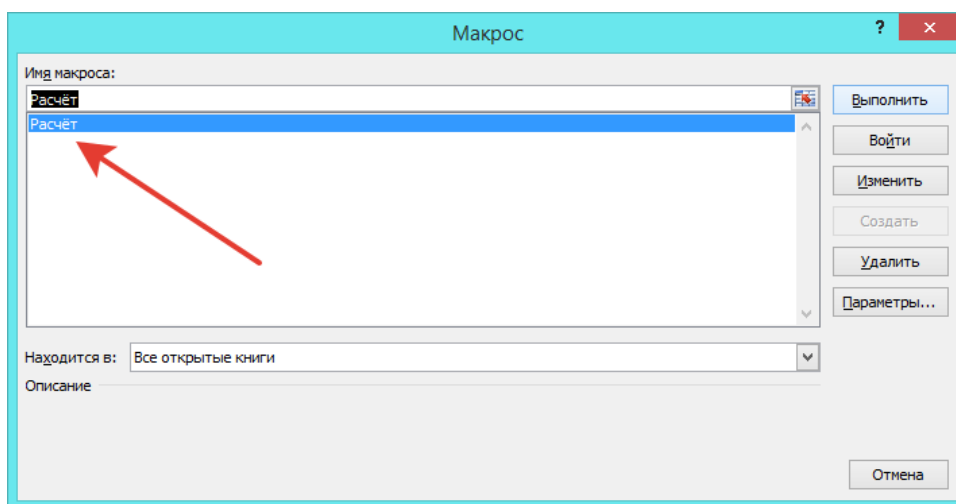 Макрос
?
Имя макроса:
Расчёт
Расчёт
Выполнить
Войти
Изменить
Создать
Удалить
Параметры...
Находится в:
Все открытые книги
Описание
Отмена